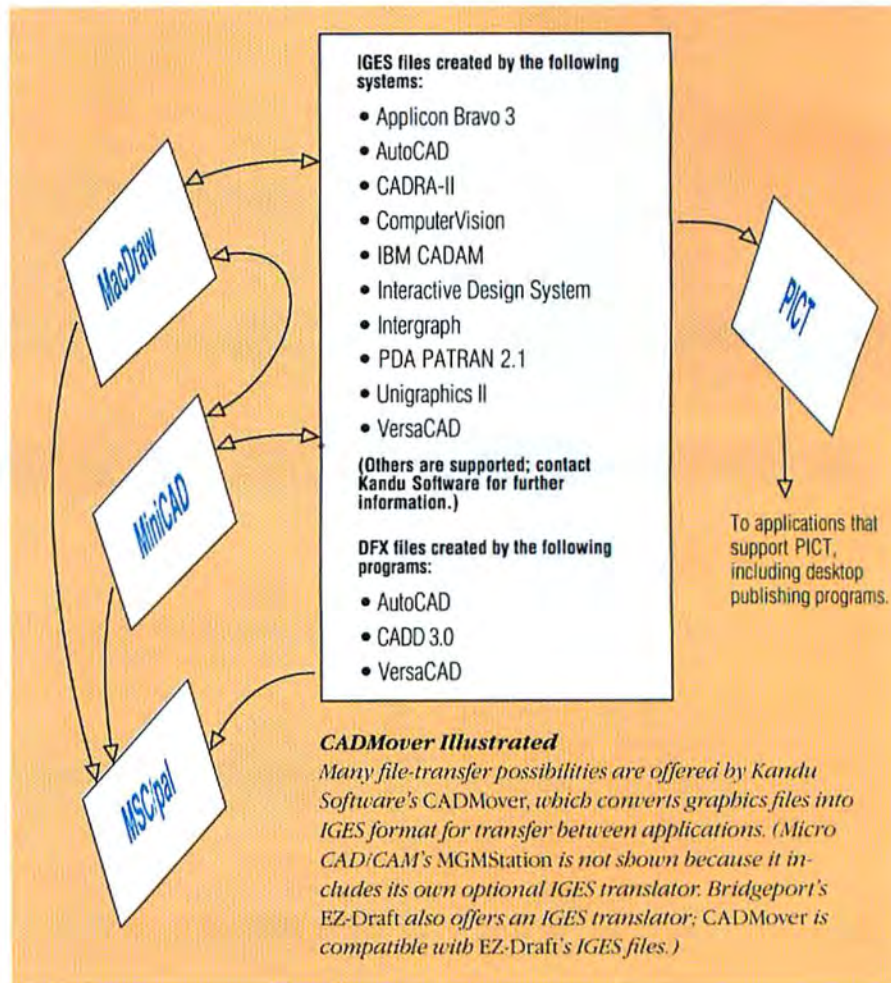 IGES files created by the following
systems:
• Applicon Bravo 3
• AutoCAD
• CADRA-II
• ComputerVision
• IBM CADAM
• Interactive Design System
• Intergraph
• PDA PATRAN 2.1
• Unigraphics II
• VersaCAD
(Others are supported; contact
Kandu Software for further
information.)
DFX files created by the following
programs:
• AutoCAD
• CADD 3.0
• VersaCAD
MacDraw
MiniCAD
MSC/pal
PICT
To applications that
support PICT,
including desktop
publishing programs.
CADMover Illustrated
Many file-transfer possibilities are offered by Kandu
Software's CADMover, which converts graphics files into
IGES format for transfer between applications. (Micro
CAD/CAM's MGMStation is not shown because it in-
cludes its own optional IGES translator. Bridgeport's
EZ-Draft also offers an IGES translator; CADMover is
compatible with EZ-Draft's IGES files.)